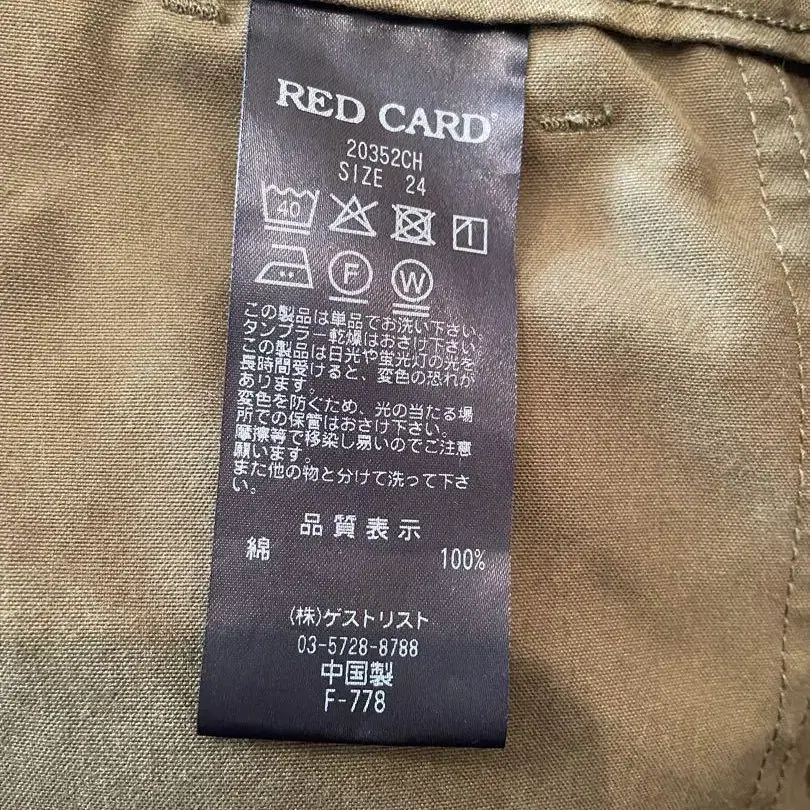 RED CARD
20352CH
SIZE 24
40
F W
この製品は単品でお洗い下さい。
タンブラー乾燥はおさけ下さい。
この製品は日光や蛍光灯の光を
長時間受けると、変色の恐れが
あります。
変色を防ぐため、光の当たる場
所での保管はおさけ下さい。
摩擦等で移染し易いのでご注意
願います。
また他の物と分けて洗って下さ
い。
品質表示
綿 100%
(株)ゲストリスト
03-5728-8788
中国製
F-778